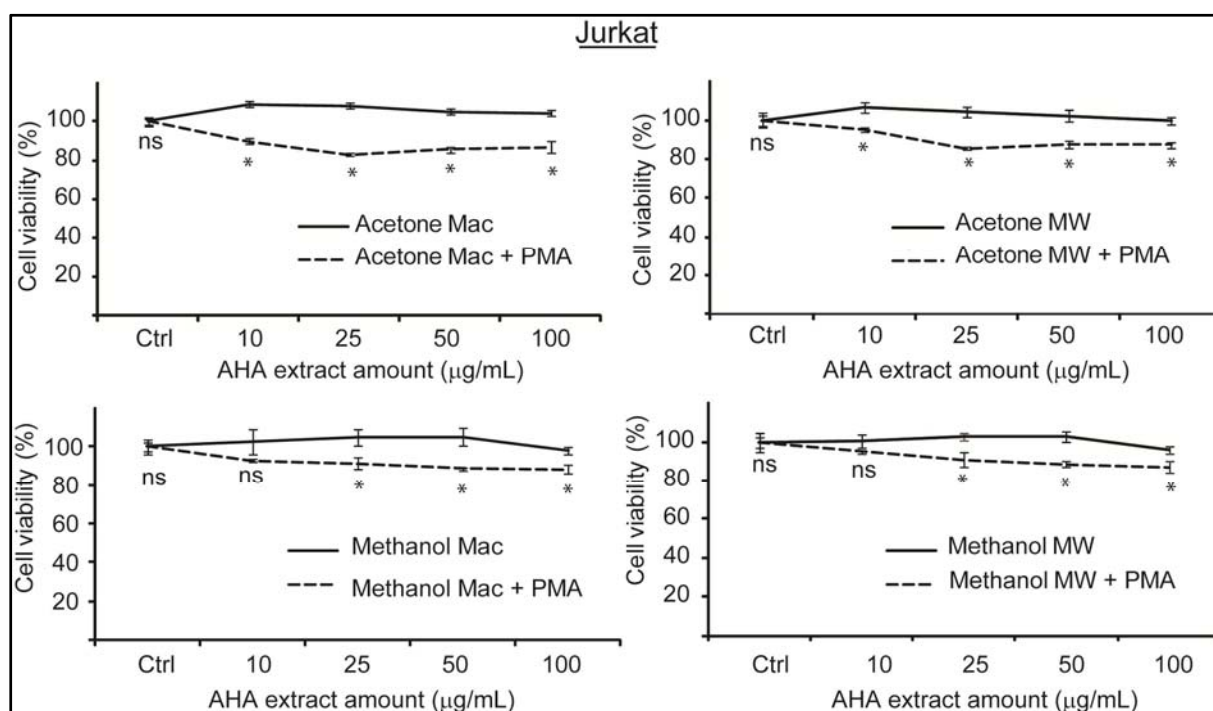 Jurkat
Cell viability (%)
100
80
60
40
20
ns
*
*
*
*
Acetone Mac
Acetone Mac + PMA
Ctrl 10 25 50 100
AHA extract amount (μg/mL)
Cell viability (%)
100
80
60
40
20
ns
*
*
*
*
Acetone MW
Acetone MW + PMA
Ctrl 10 25 50 100
AHA extract amount (μg/mL)
Cell viability (%)
100
80
60
40
20
ns
ns
*
*
*
Methanol Mac
Methanol Mac + PMA
Ctrl 10 25 50 100
AHA extract amount (μg/mL)
Cell viability (%)
100
80
60
40
20
ns
ns
*
*
*
Methanol MW
Methanol MW + PMA
Ctrl 10 25 50 100
AHA extract amount (μg/mL)